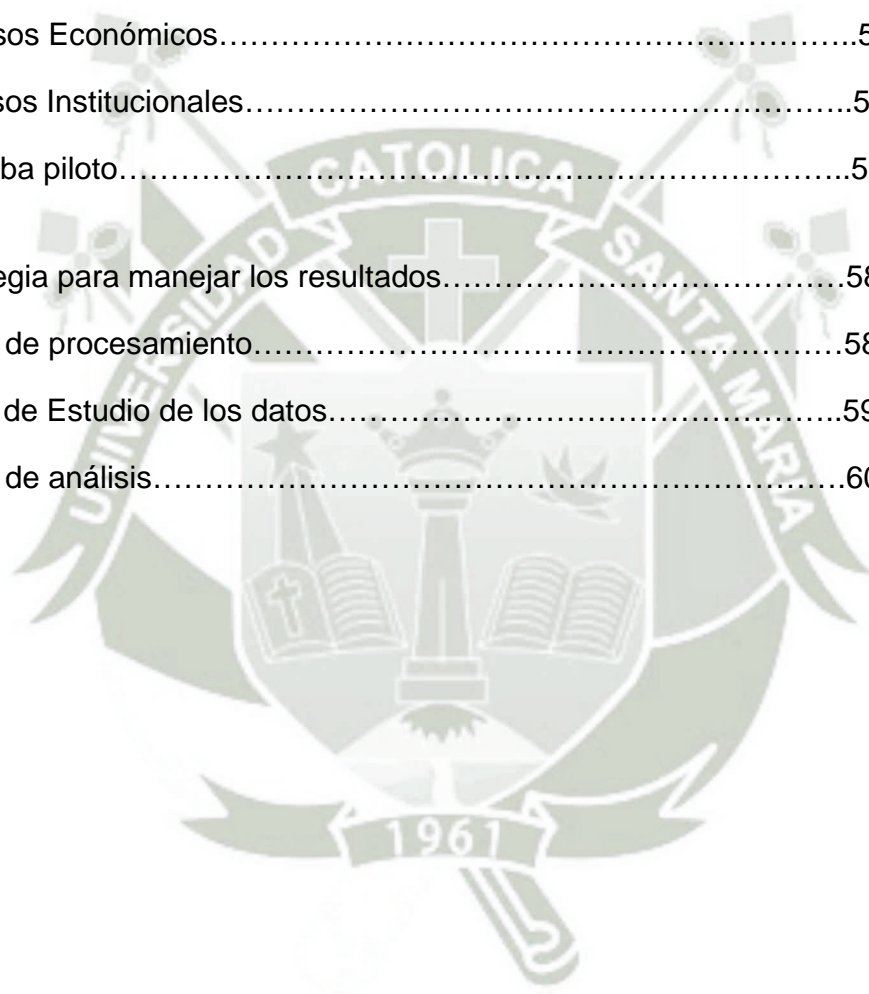 sos Económicos……………………………………………………………..5
sos Institucionales…………………………………………………………..5
ba piloto……………………………………………………………………...5
egia para manejar los resultados…………………………………58
de procesamiento…………………………………………………58
de Estudio de los datos……………………………………………..59
de análisis…………………………………………………………….60
UNIVERSIDAD CATOLICA SANTA MARIA
1961